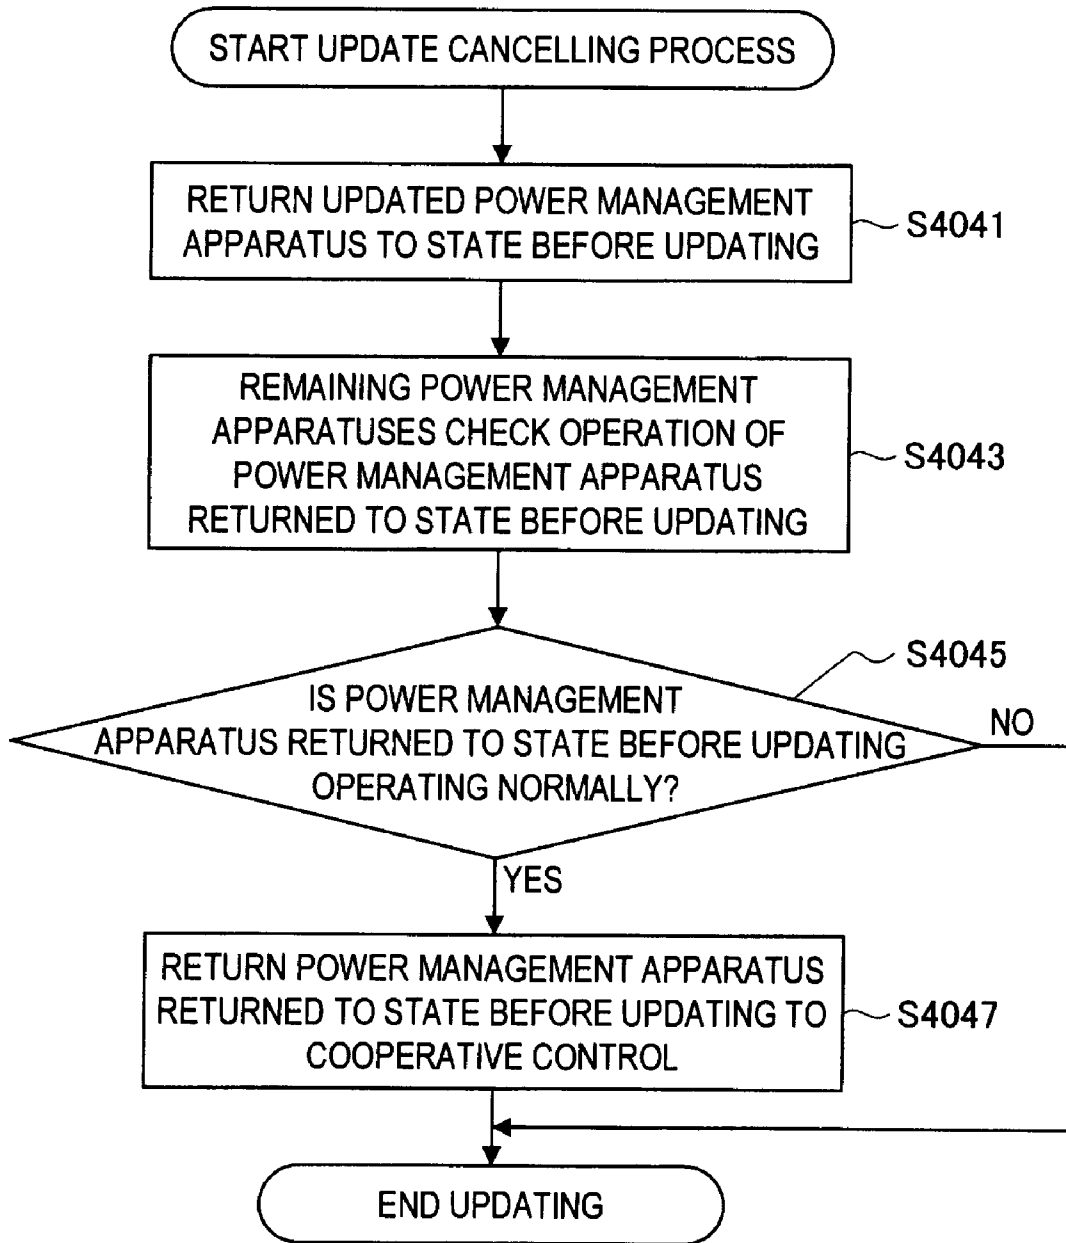 START UPDATE CANCELLING PROCESS
RETURN UPDATED POWER MANAGEMENT
APPARATUS TO STATE BEFORE UPDATING
S4041
REMAINING POWER MANAGEMENT
APPARATUSES CHECK OPERATION OF
POWER MANAGEMENT APPARATUS
RETURNED TO STATE BEFORE UPDATING
S4043
S4045
IS POWER MANAGEMENT
APPARATUS RETURNED TO STATE BEFORE UPDATING
OPERATING NORMALLY?
NO
YES
RETURN POWER MANAGEMENT APPARATUS
RETURNED TO STATE BEFORE UPDATING TO
COOPERATIVE CONTROL
S4047
END UPDATING